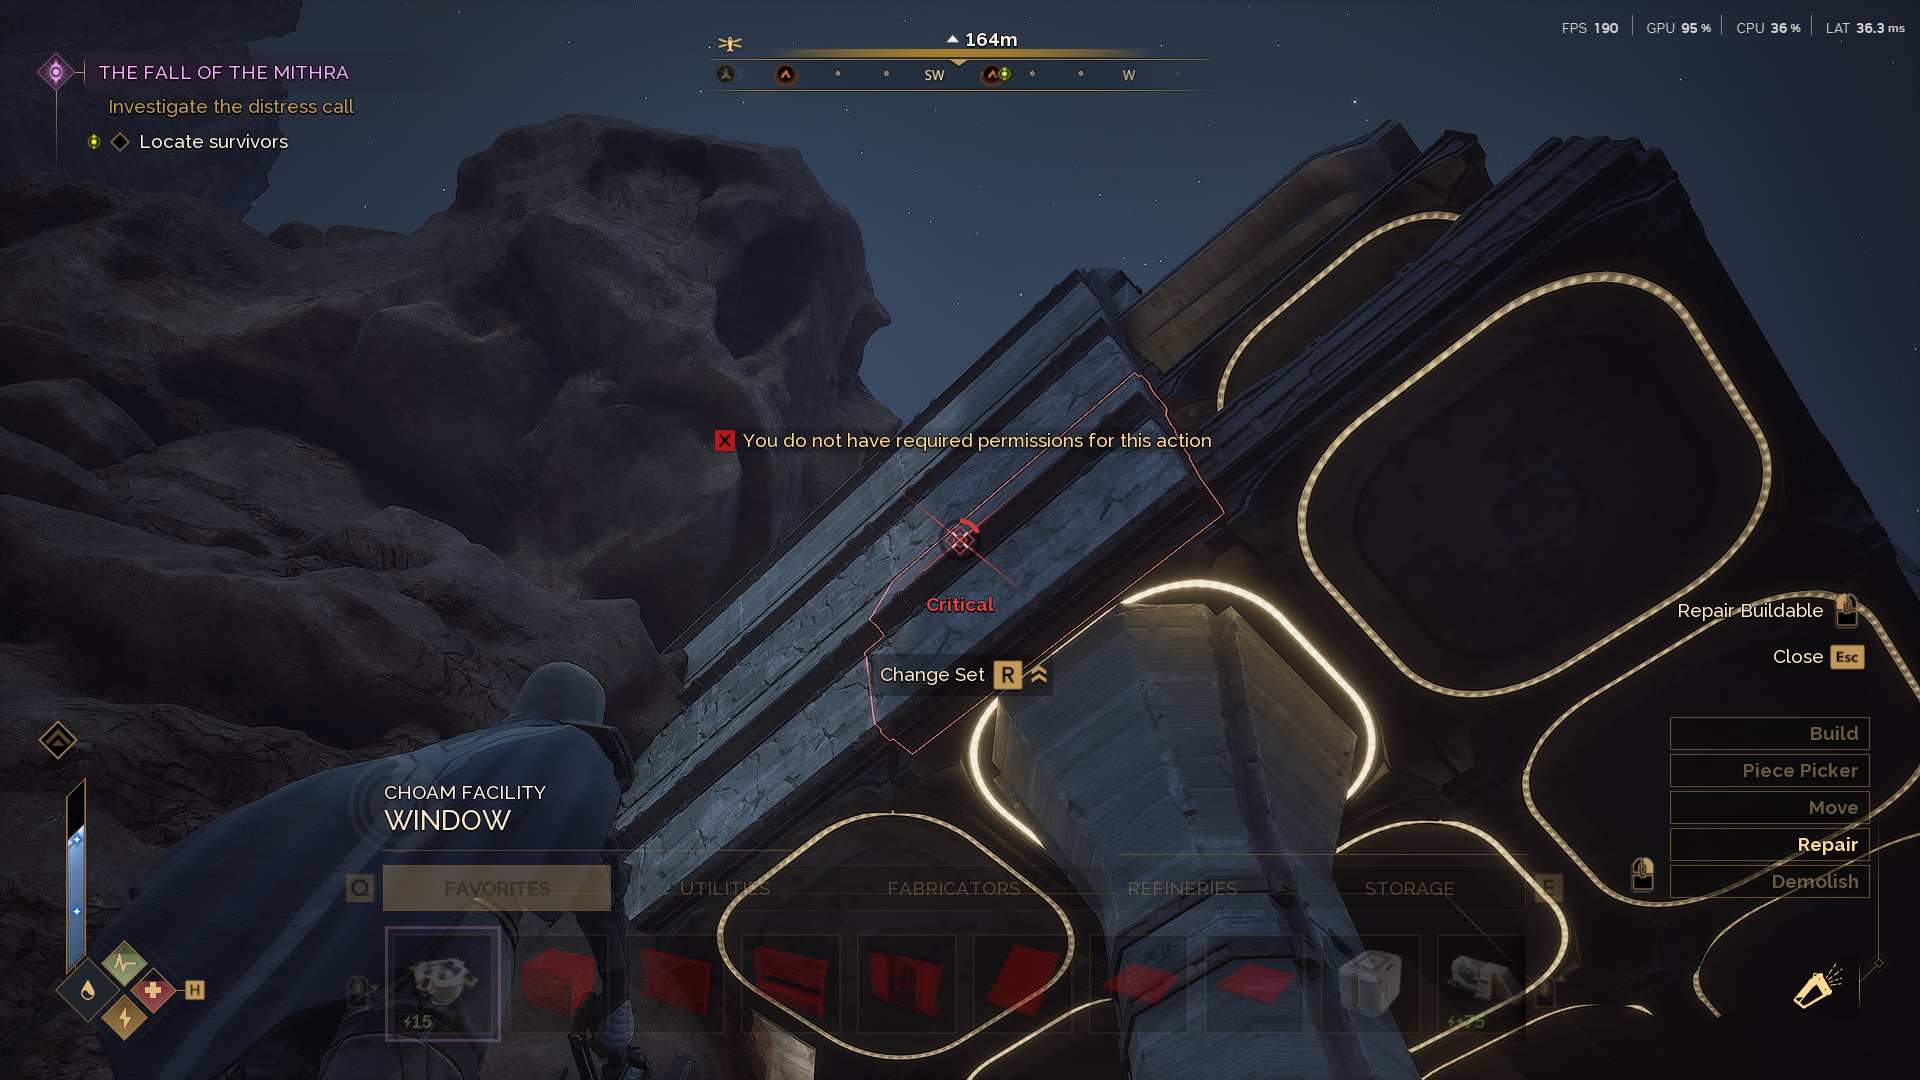 FPS 190 GPU 95 % CPU 36 % LAT 36.3 ms
164m
S SW W
THE FALL OF THE MITHRA
Investigate the distress call
Locate survivors
X You do not have required permissions for this action
Critical
Change Set R
Repair Buildable
Close Esc
Build
Piece Picker
Move
Repair
Demolish
CHOAM FACILITY
WINDOW
Q FAVORITES UTILITIES FABRICATORS REFINERIES STORAGE E
H
15
+75